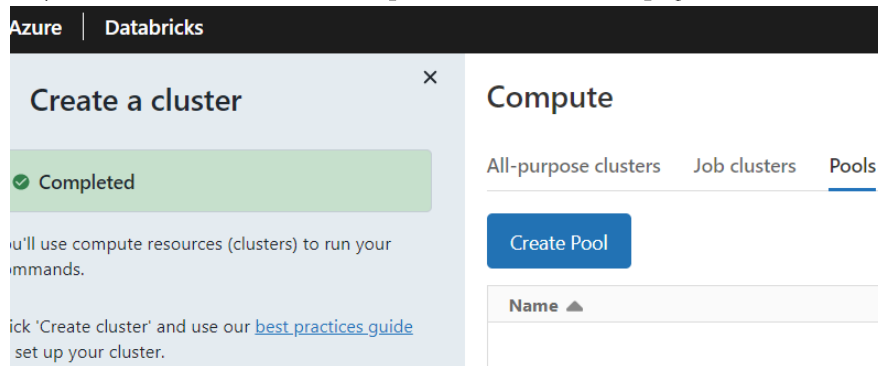 Azure | Databricks
Create a cluster
×
Completed
u'll use compute resources (clusters) to run your
mmands.
ick 'Create cluster' and use our best practices guide
set up your cluster.
Compute
All-purpose clusters Job clusters Pools
Create Pool
Name